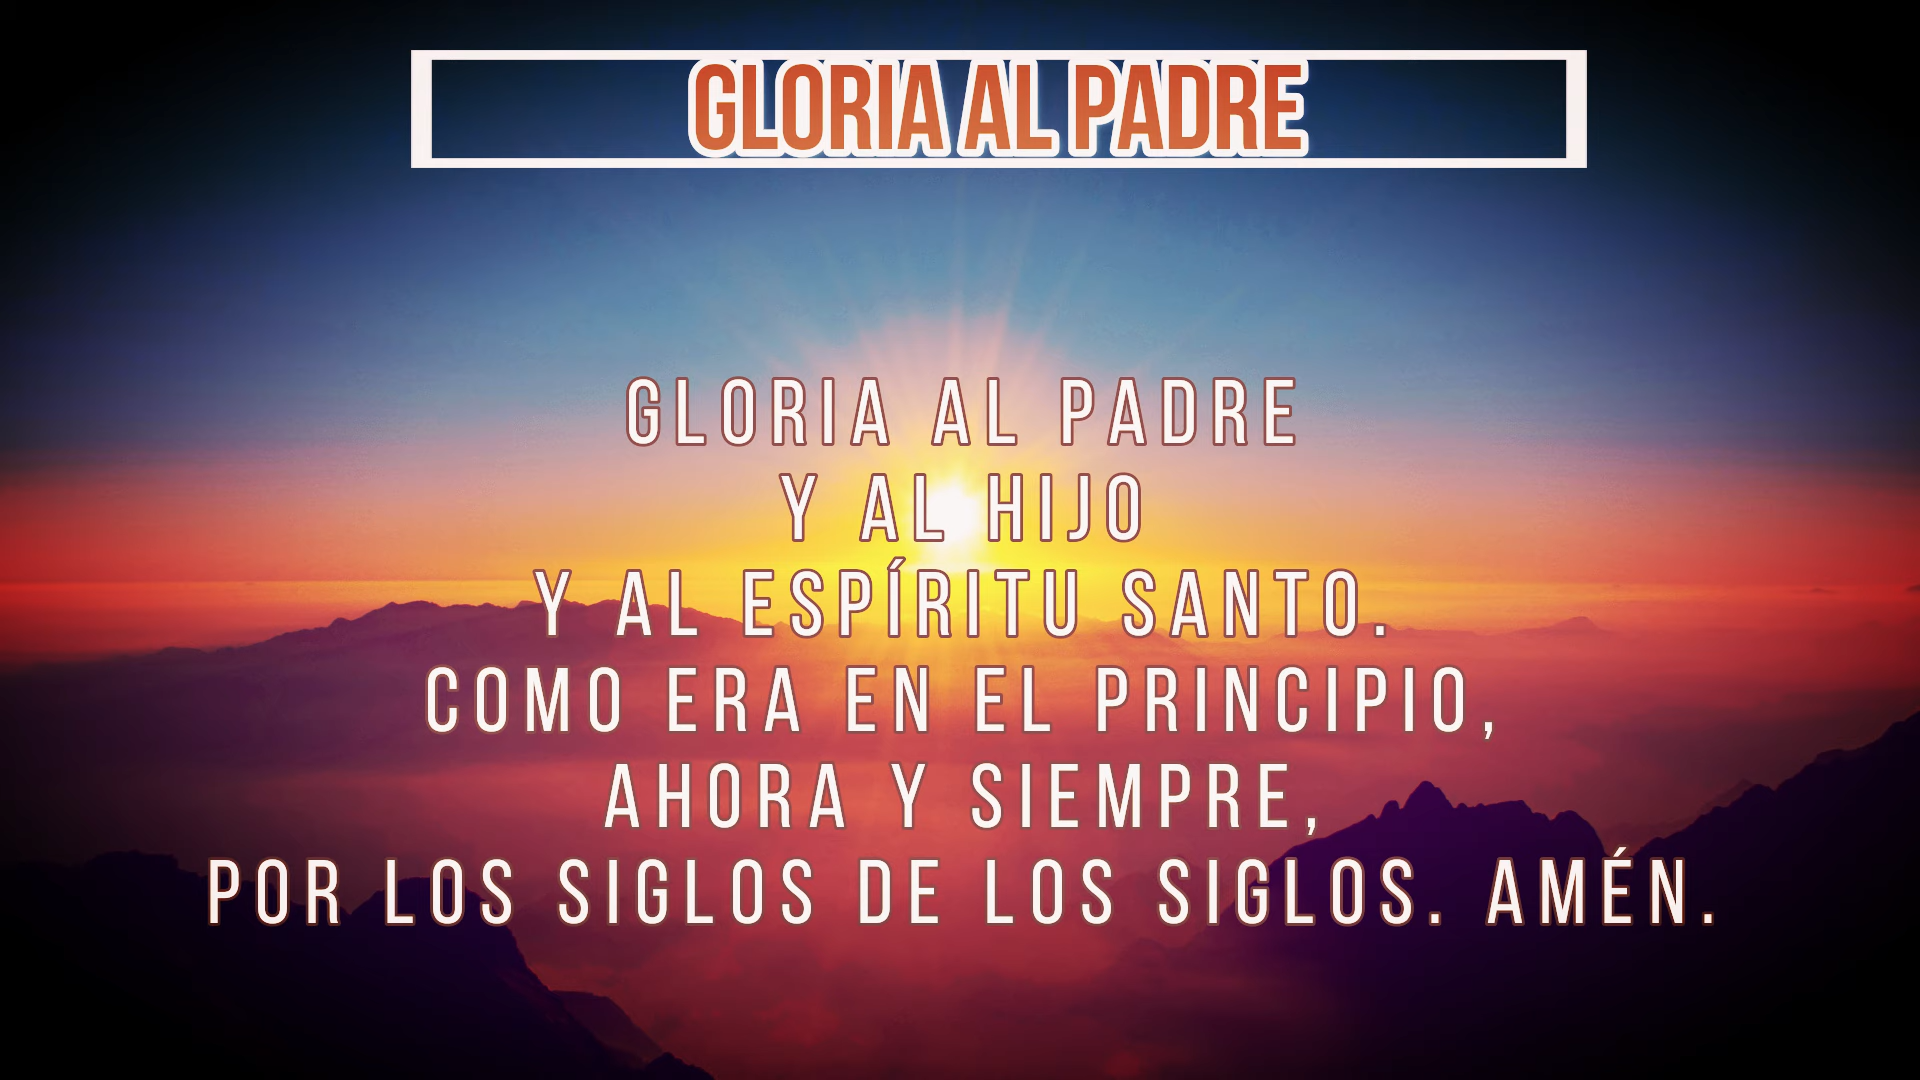 GLORIA AL PADRE
GLORIA AL PADRE
Y AL HIJO
Y AL ESPÍRITU SANTO.
COMO ERA EN EL PRINCIPIO,
AHORA Y SIEMPRE,
POR LOS SIGLOS DE LOS SIGLOS. AMÉN.